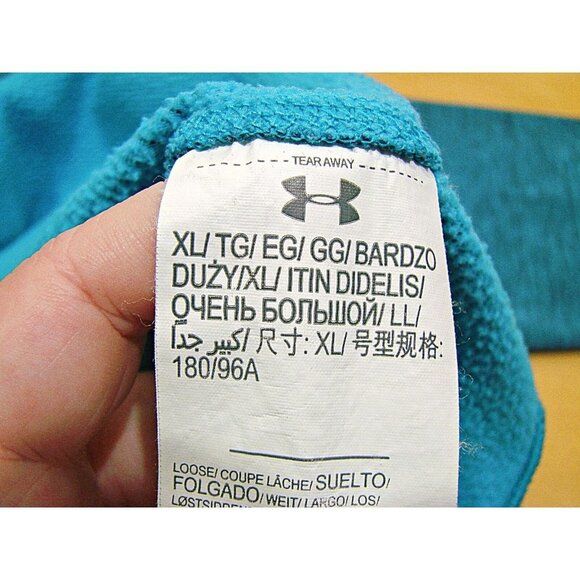 TEAR AWAY
XL/ TG/ EG/ GG/ BARDZO
DUŻY/XL/ ITIN DIDELIS/
ОЧЕНЬ БОЛЬШОЙ/ LL/
كبير جداً/ 尺寸: XL/ 号型规格:
180/96A
LOOSE/ COUPE LÂCHE/ SUELTO/
FOLGADO/ WEIT/ LARGO/ LOS/